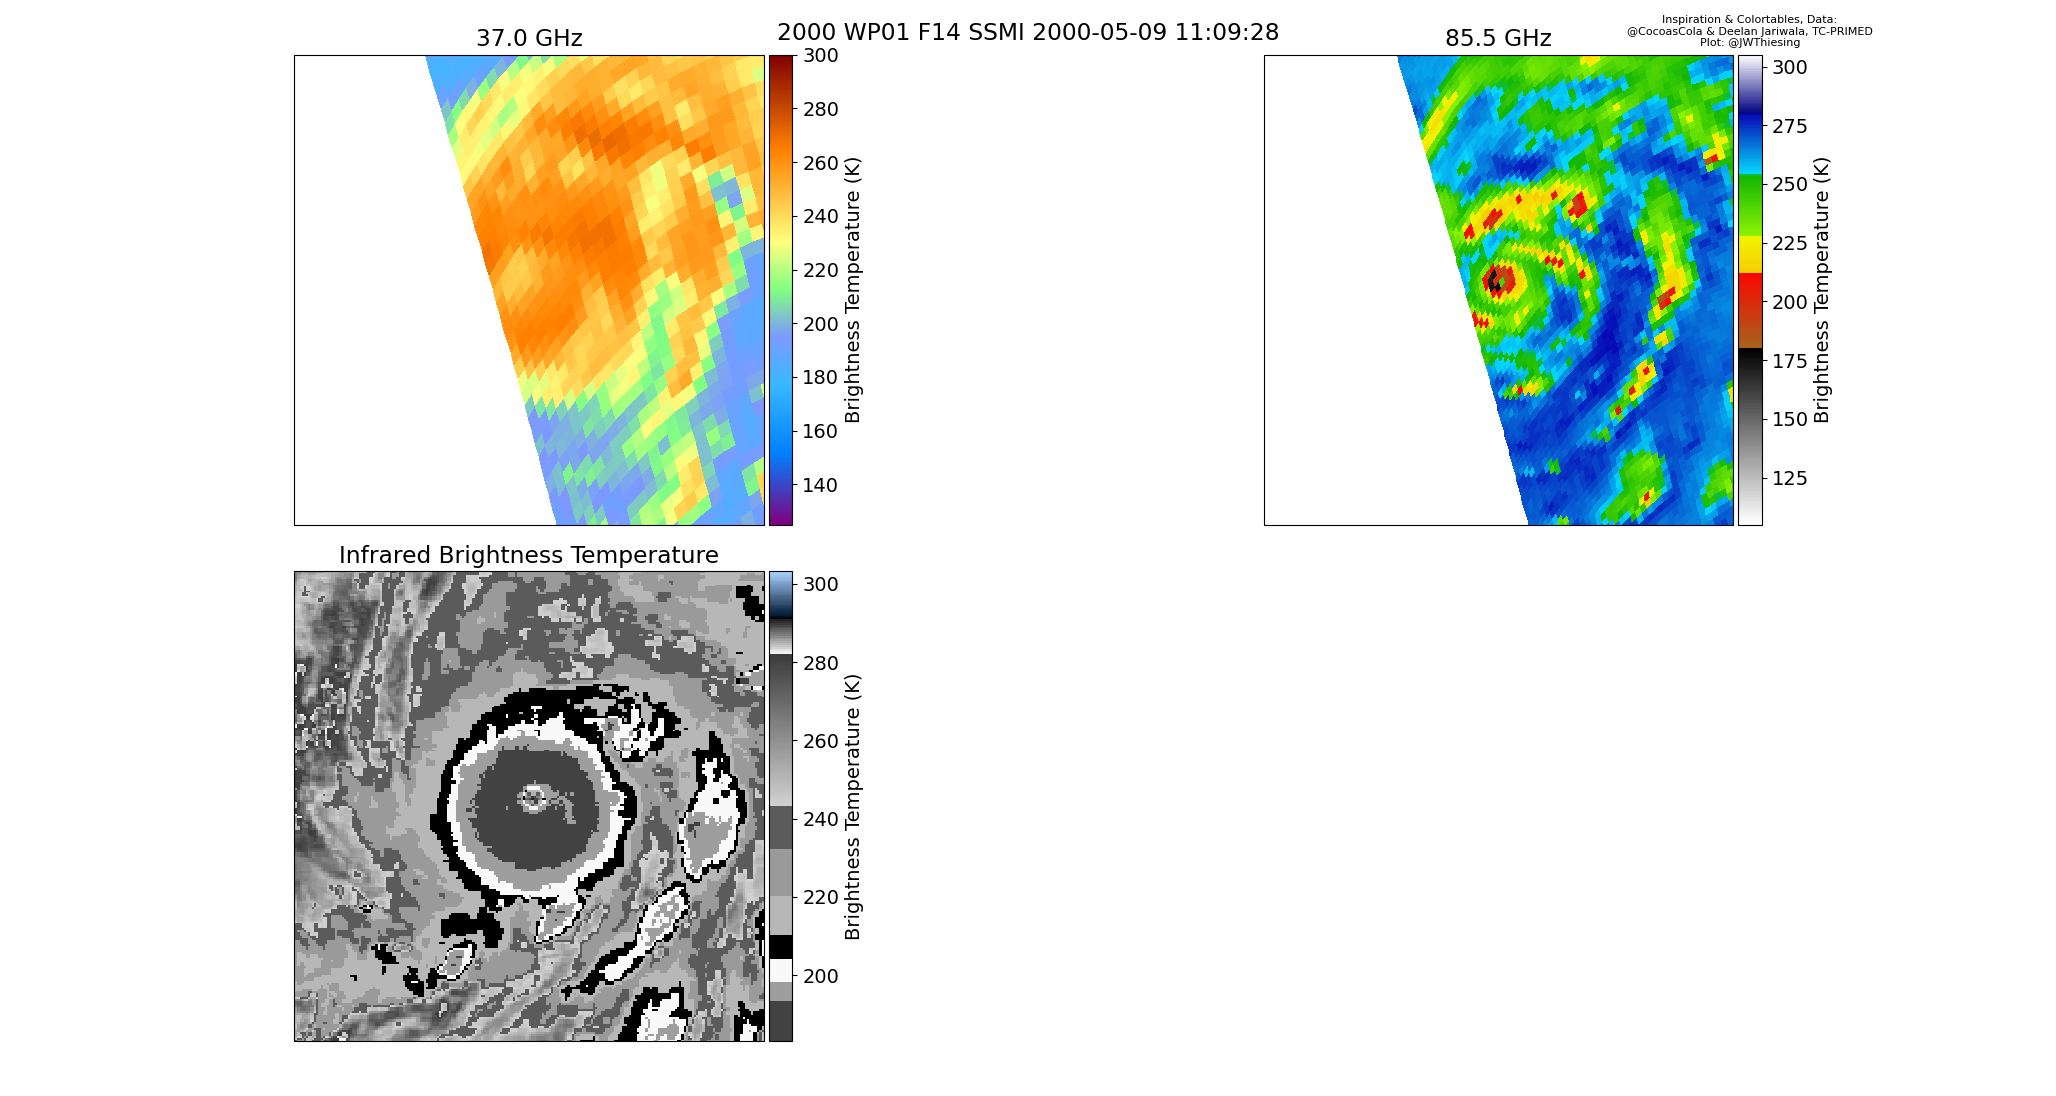 2000 WP01 F14 SSMI 2000-05-09 11:09:28
Inspiration & Colortables, Data:
@CocoasCola & Deelan Jariwala, TC-PRIMED
Plot: @JWThiesing
37.0 GHz
300
280
260
240
220
200
180
160
140
Brightness Temperature (K)
85.5 GHz
300
275
250
225
200
175
150
125
Brightness Temperature (K)
Infrared Brightness Temperature
300
280
260
240
220
200
Brightness Temperature (K)